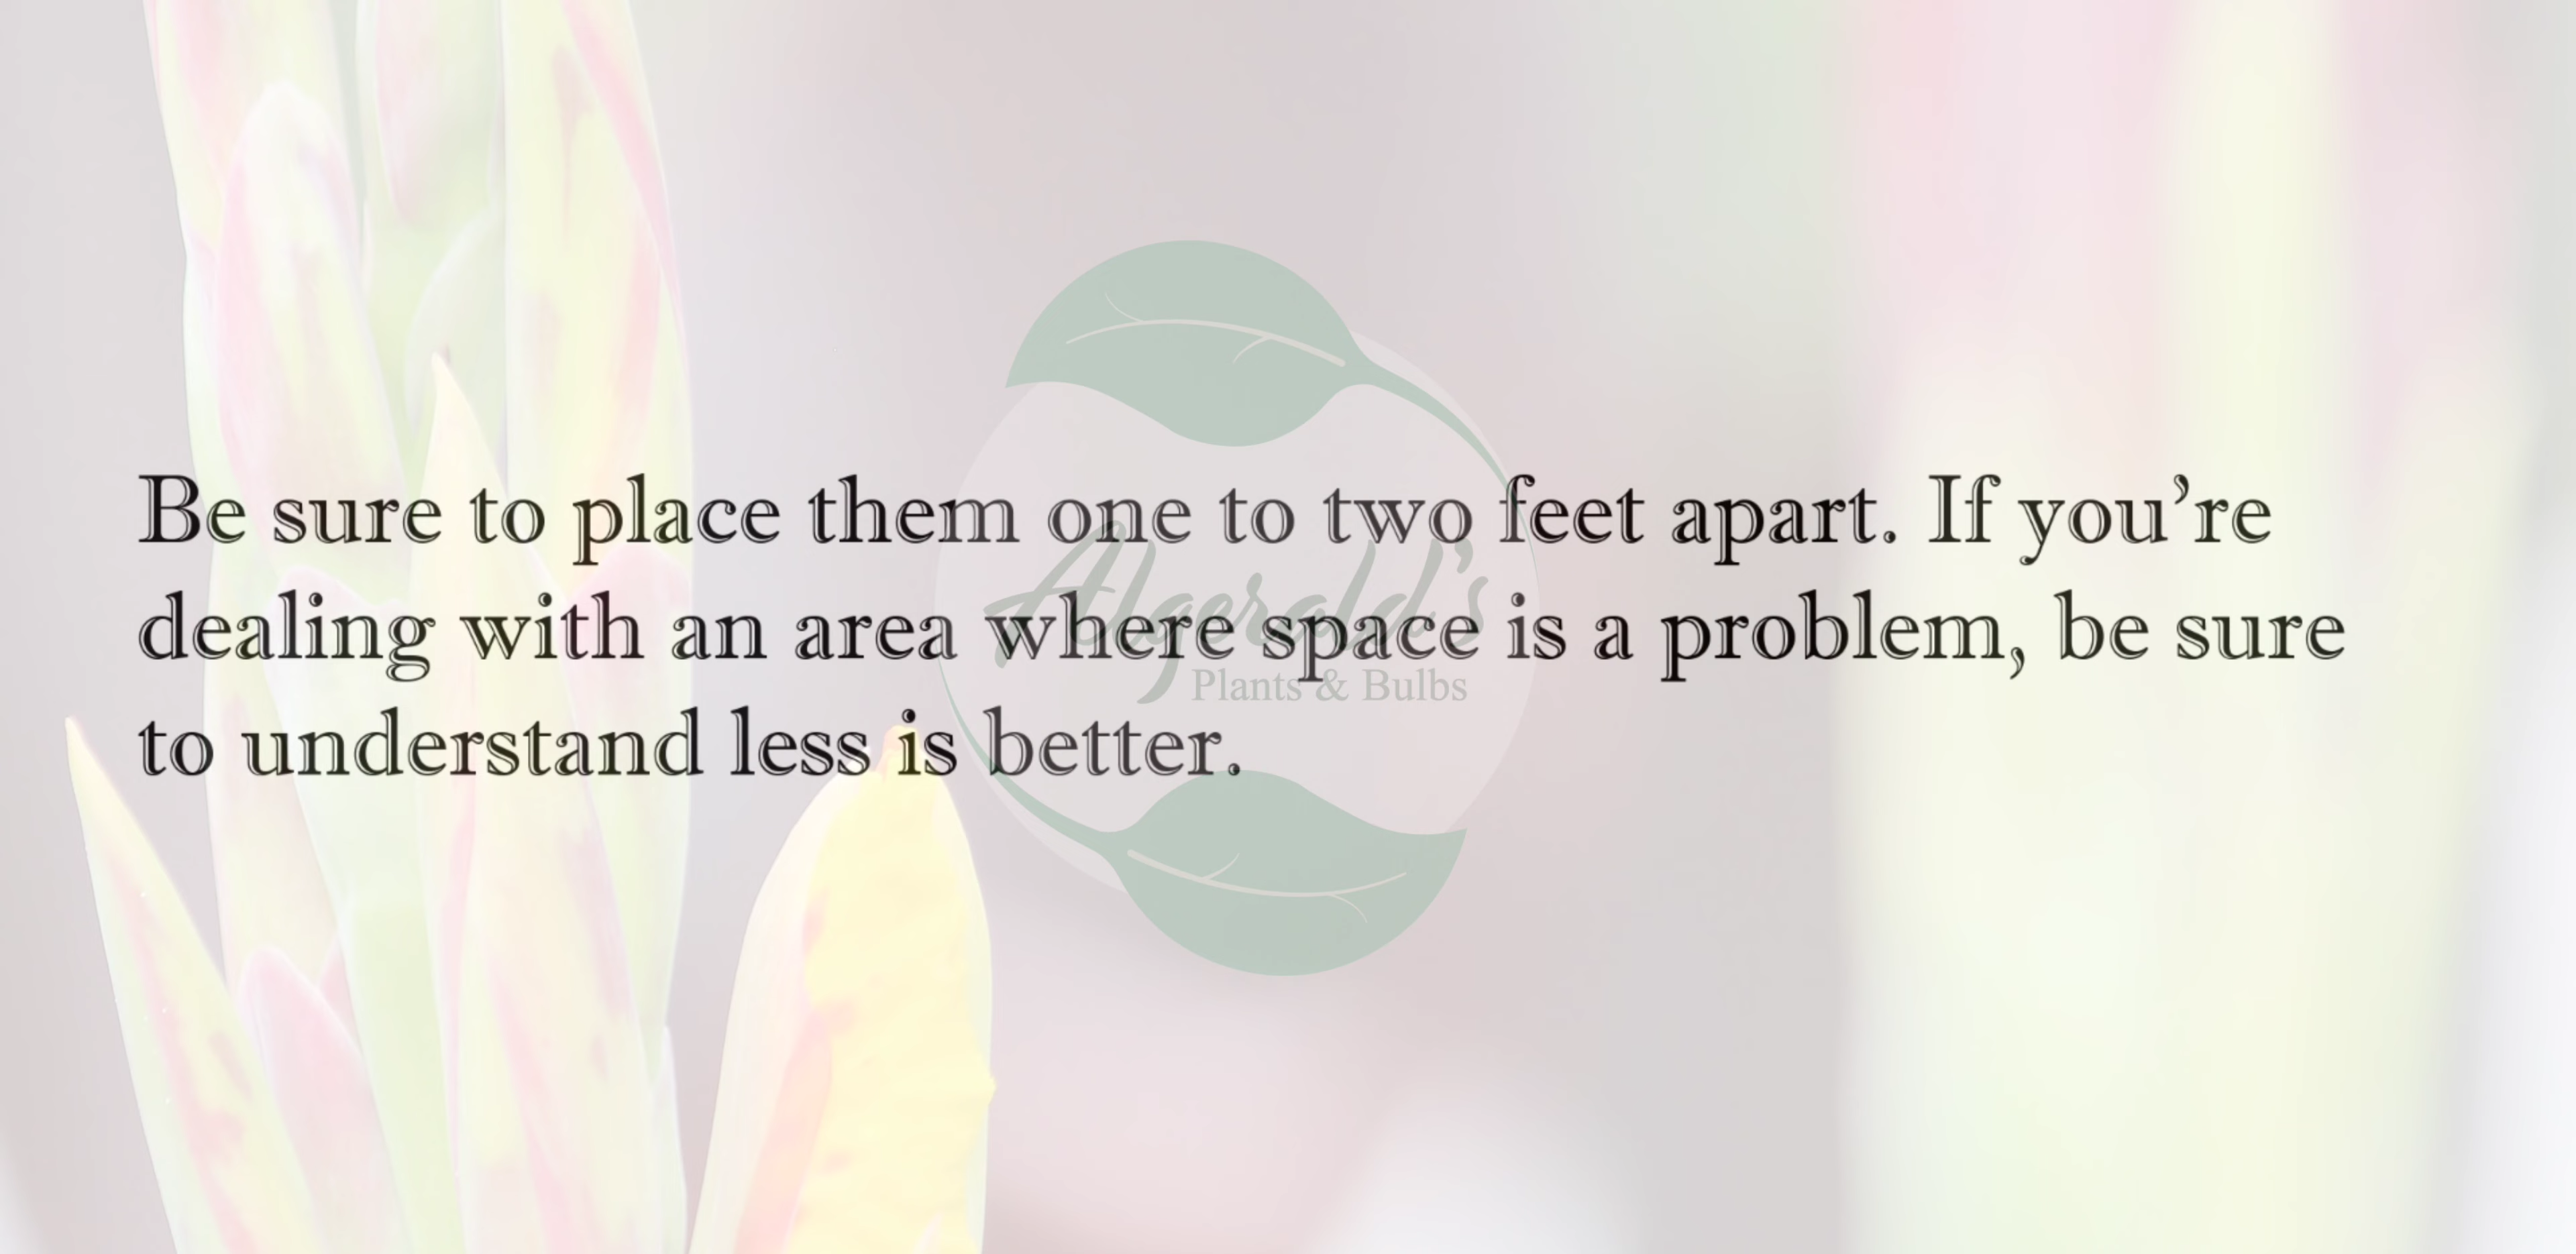 Be sure to place them one to two feet apart. If you’re
dealing with an area where space is a problem, be sure
to understand less is better.
Algerald's
Plants & Bulbs